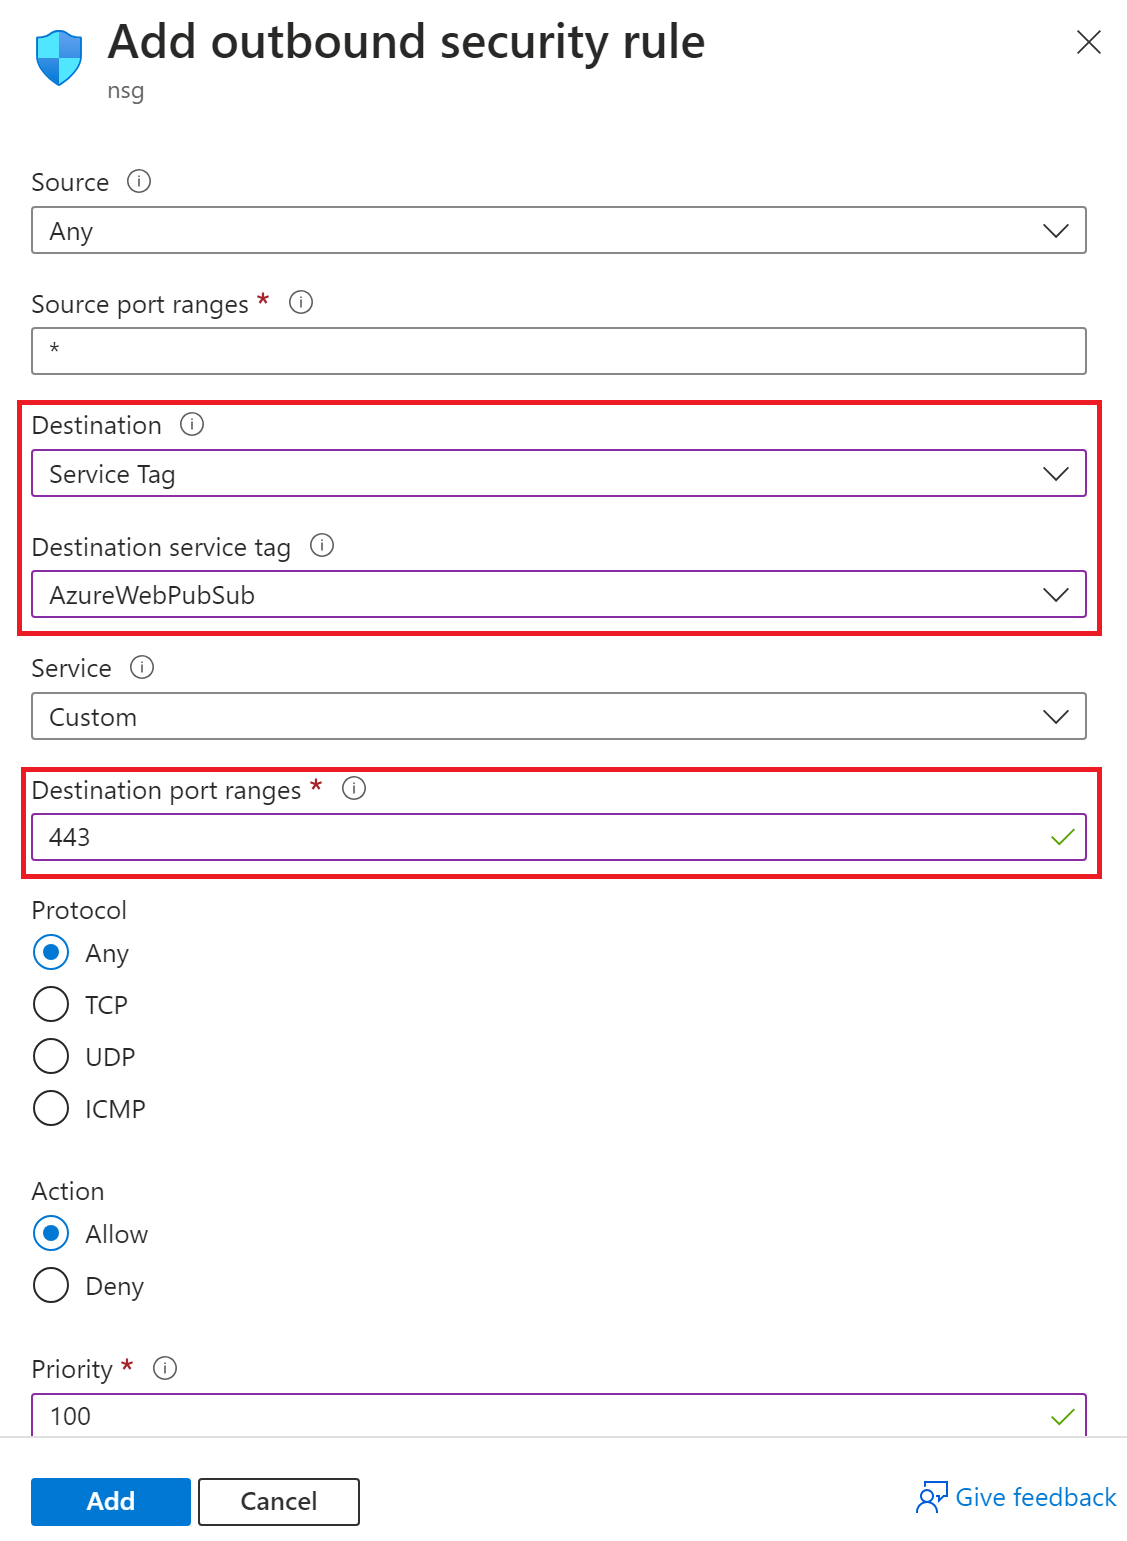 Add outbound security rule
nsg
Source
Any
Source port ranges *
*
Destination
Service Tag
Destination service tag
AzureWebPubSub
Service
Custom
Destination port ranges *
443
Protocol
Any
TCP
UDP
ICMP
Action
Allow
Deny
Priority *
100
Add
Cancel
Give feedback